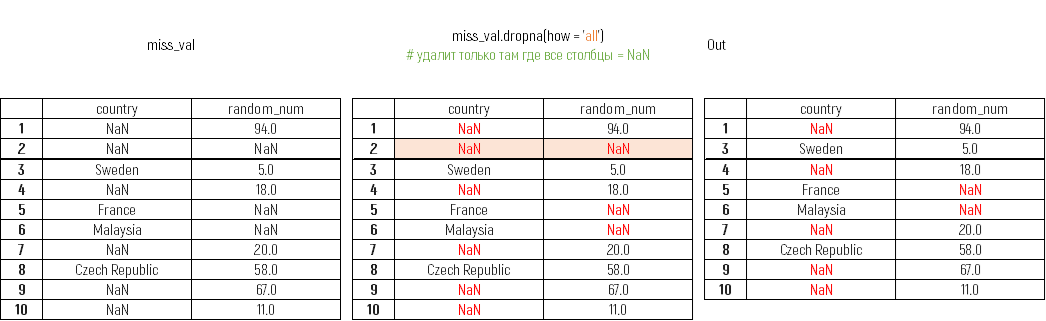 miss_val.dropna(how = 'all')
miss_val Out
# удалит только там где все столбцы = NaN
country random_num country random_num country random_num
1 NaN 94.0 1 NaN 94.0 1 NaN 94.0
2 NaN NaN 2 NaN NaN 3 Sweden 5.0
3 Sweden 5.0 3 Sweden 5.0 4 NaN 18.0
4 NaN 18.0 4 NaN 18.0 5 France NaN
5 France NaN 5 France NaN 6 Malaysia NaN
6 Malaysia NaN 6 Malaysia NaN 7 NaN 20.0
7 NaN 20.0 7 NaN 20.0 8 Czech Republic 58.0
8 Czech Republic 58.0 8 Czech Republic 58.0 9 NaN 67.0
9 NaN 67.0 9 NaN 67.0 10 NaN 11.0
10 NaN 11.0 10 NaN 11.0